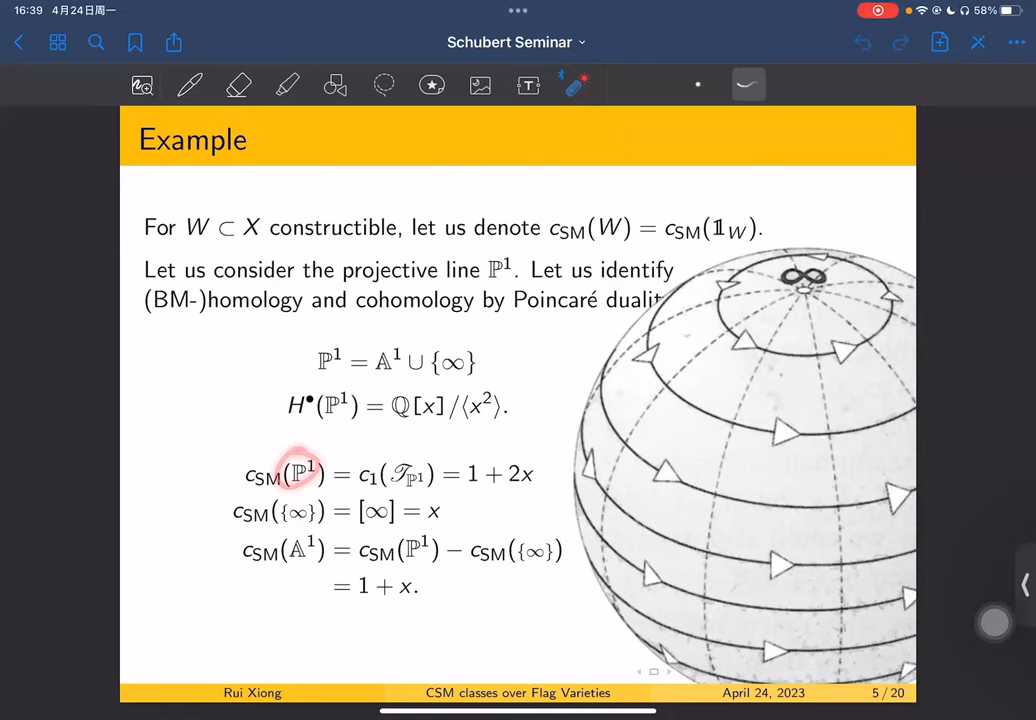 16:39 4月24日周一
58%
Schubert Seminar
Example
For W ⊂ X constructible, let us denote c_SM(W) = c_SM(𝟙_W).
Let us consider the projective line ℙ¹. Let us identify
(BM-)homology and cohomology by Poincaré dualit
ℙ¹ = 𝔸¹ ∪ {∞}
H•(ℙ¹) = ℚ[x]/⟨x²⟩.
c_SM(ℙ¹) = c₁(𝒯_ℙ¹) = 1 + 2x
c_SM({∞}) = [∞] = x
c_SM(𝔸¹) = c_SM(ℙ¹) − c_SM({∞})
= 1 + x.
∞
Rui Xiong CSM classes over Flag Varieties April 24, 2023 5 / 20